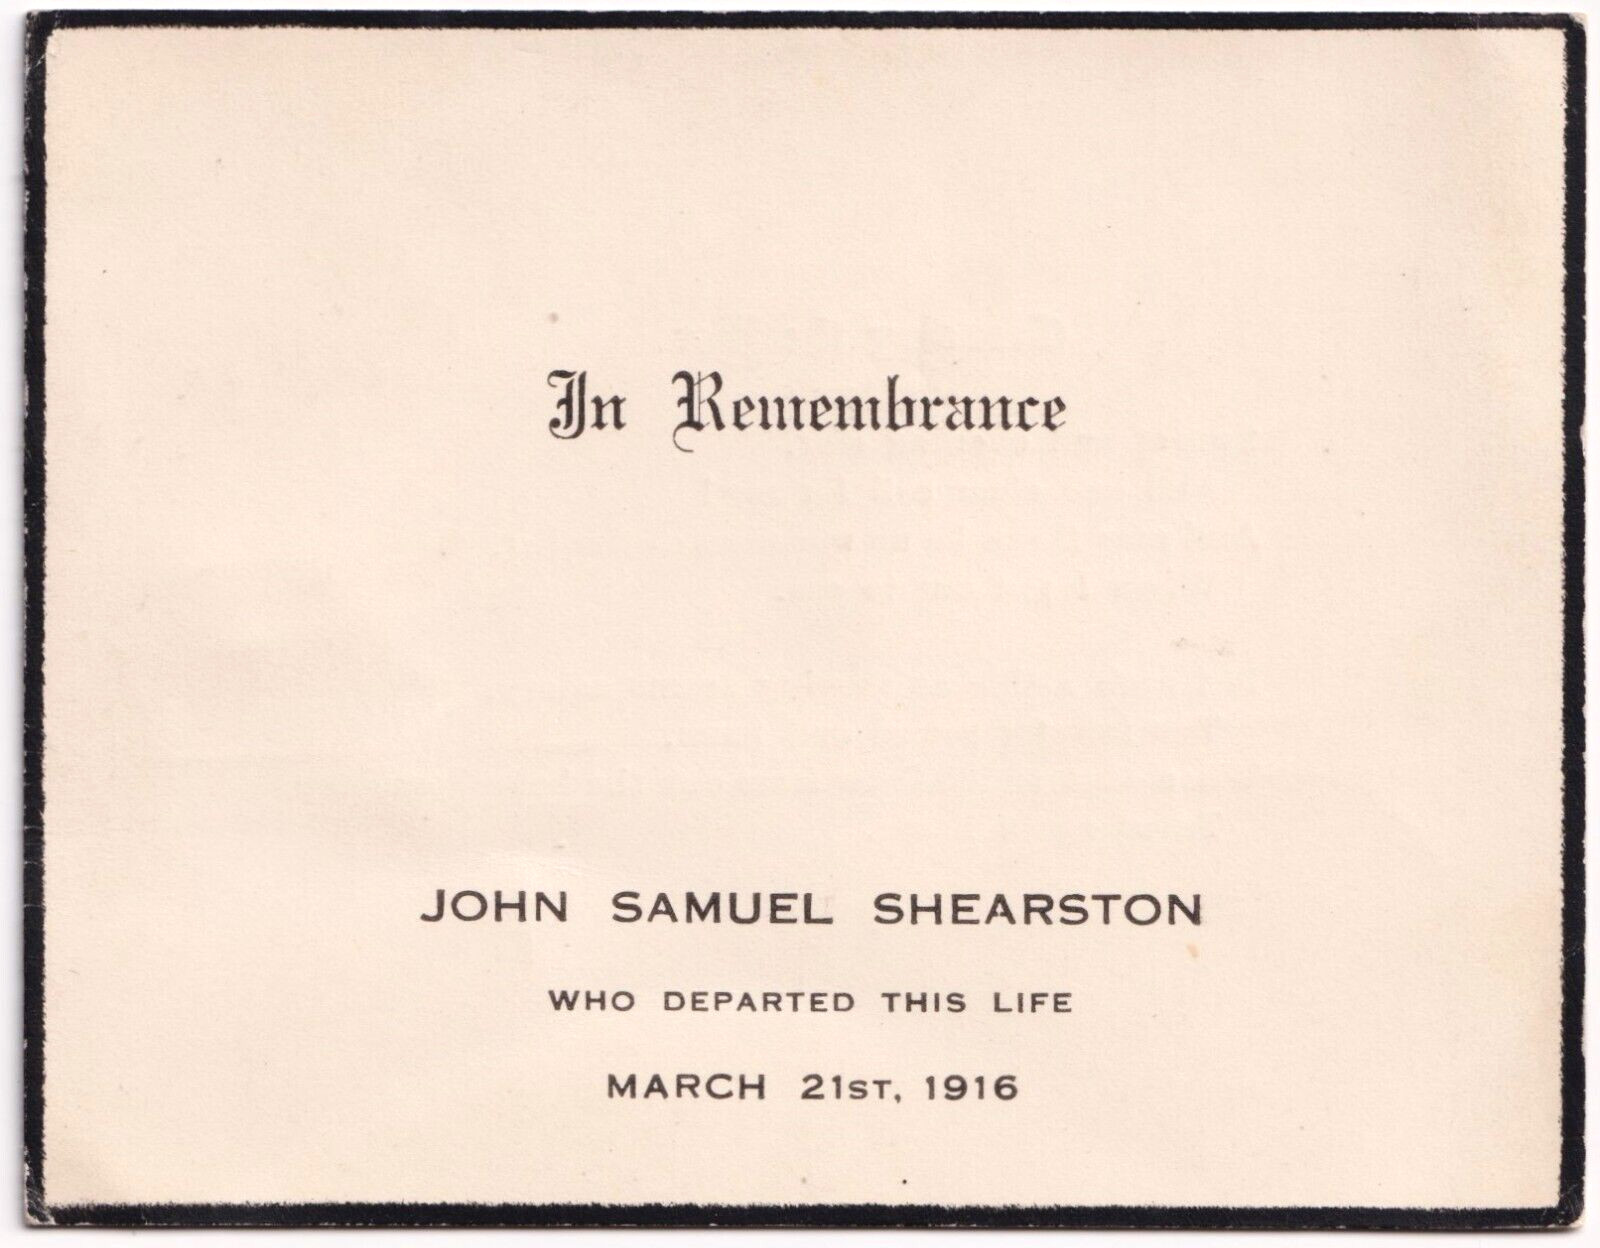 In Remembrance
JOHN SAMUEL SHEARSTON
WHO DEPARTED THIS LIFE
MARCH 21ST, 1916